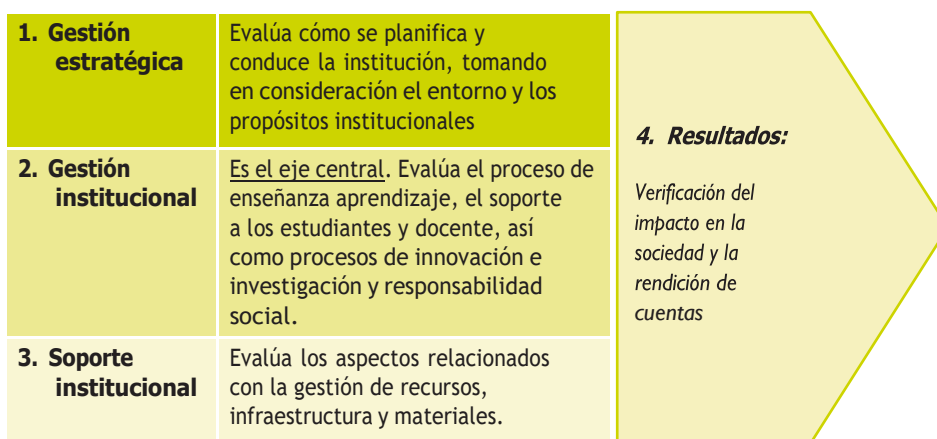 1. Gestión
estratégica
Evalúa cómo se planifica y
conduce la institución, tomando
en consideración el entorno y los
propósitos institucionales
2. Gestión
institucional
Es el eje central. Evalúa el proceso de
enseñanza aprendizaje, el soporte
a los estudiantes y docente, así
como procesos de innovación e
investigación y responsabilidad
social.
3. Soporte
institucional
Evalúa los aspectos relacionados
con la gestión de recursos,
infraestructura y materiales.
4. Resultados:
Verificación del
impacto en la
sociedad y la
rendición de
cuentas